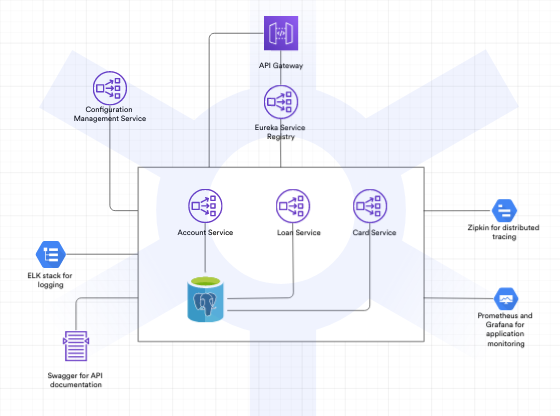 API Gateway
Configuration
Management Service
Eureka Service
Registry
Account Service
Loan Service
Card Service
Zipkin for distributed
tracing
ELK stack for
logging
Prometheus and
Grafana for
application
monitoring
Swagger for API
documentation